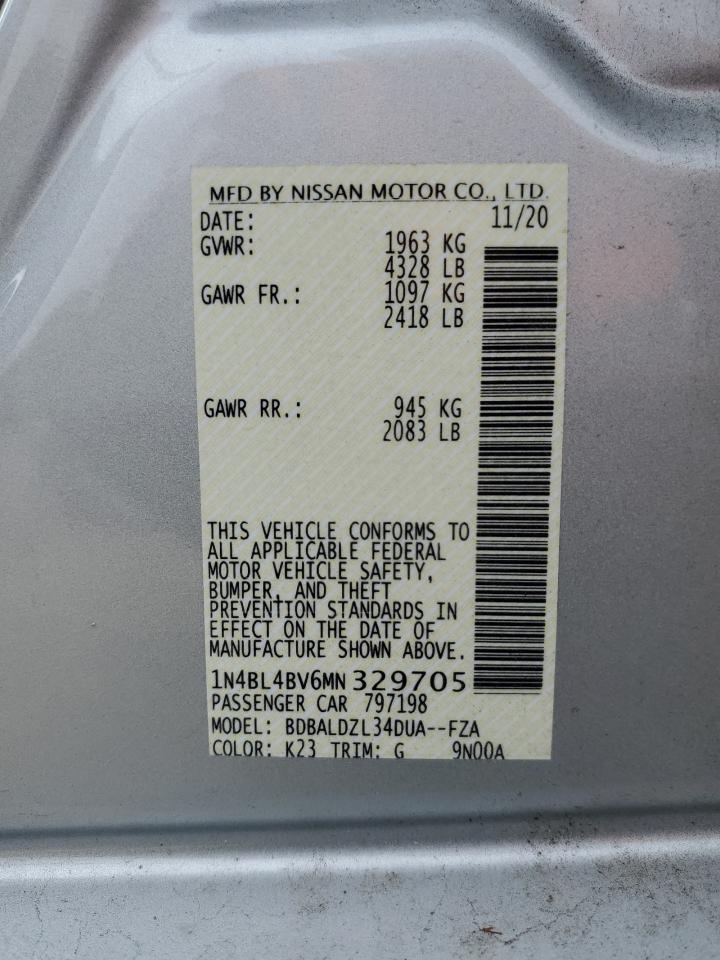 MFD BY NISSAN MOTOR CO., LTD.
DATE: 11/20
GVWR: 1963 KG
4328 LB
GAWR FR.: 1097 KG
2418 LB
GAWR RR.: 945 KG
2083 LB
THIS VEHICLE CONFORMS TO
ALL APPLICABLE FEDERAL
MOTOR VEHICLE SAFETY,
BUMPER, AND THEFT
PREVENTION STANDARDS IN
EFFECT ON THE DATE OF
MANUFACTURE SHOWN ABOVE.
1N4BL4BV6MN329705
PASSENGER CAR 797198
MODEL: BDBALDZL34DUA--FZA
COLOR: K23 TRIM: G 9N00A